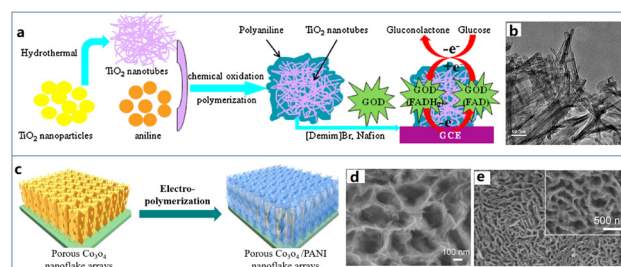 a
Polyaniline
TiO2 nanotubes
Gluconolactone
Glucose
b
Hydrothermal
TiO2 nanotubes
chemical oxidation
polymerization
-e-
GOD
GOD
(FADH2)
GOD
(FAD)
TiO2 nanoparticles
aniline
[Demim]Br, Nafion
GCE
c
Electro-
polymerization
Porous Co3o4
nanoflake arrays
Porous Co3o4 /PANI
nanoflake arrays
d
100 nm
e
500 n